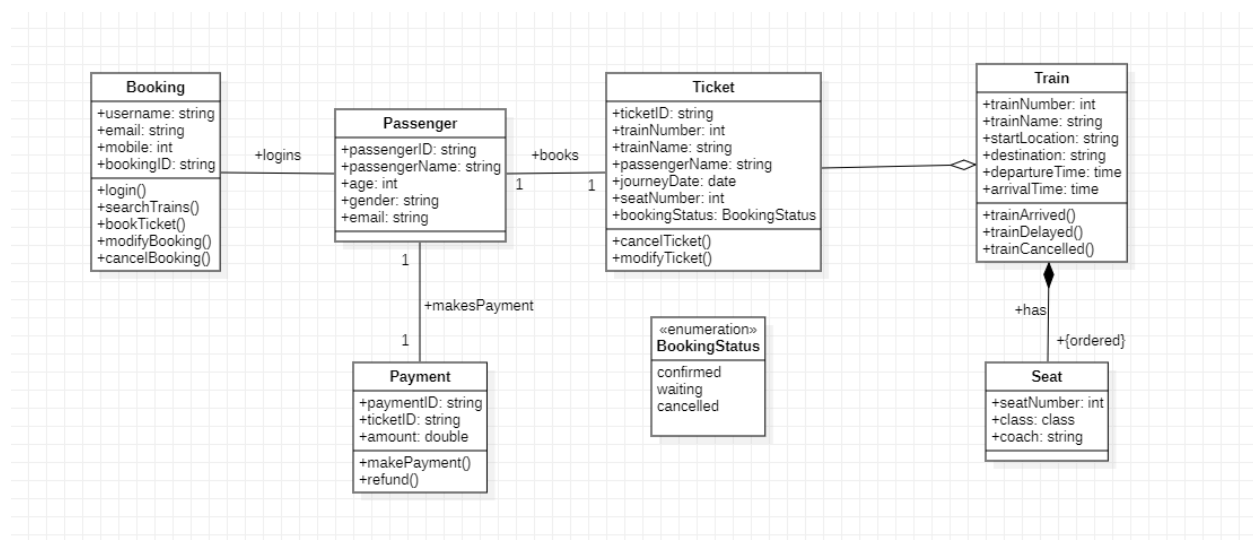 Booking
+username: string
+email: string
+mobile: int
+bookingID: string
+login()
+searchTrains()
+bookTicket()
+modifyBooking()
+cancelBooking()
+logins
Passenger
+passengerID: string
+passengerName: string
+age: int
+gender: string
+email: string
+books
1
1
Ticket
+ticketID: string
+trainNumber: int
+trainName: string
+passengerName: string
+journeyDate: date
+seatNumber: int
+bookingStatus: BookingStatus
+cancelTicket()
+modifyTicket()
Train
+trainNumber: int
+trainName: string
+startLocation: string
+destination: string
+departureTime: time
+arrivalTime: time
+trainArrived()
+trainDelayed()
+trainCancelled()
1
+makesPayment
1
Payment
+paymentID: string
+ticketID: string
+amount: double
+makePayment()
+refund()
«enumeration»
BookingStatus
confirmed
waiting
cancelled
+has
+{ordered}
Seat
+seatNumber: int
+class: class
+coach: string